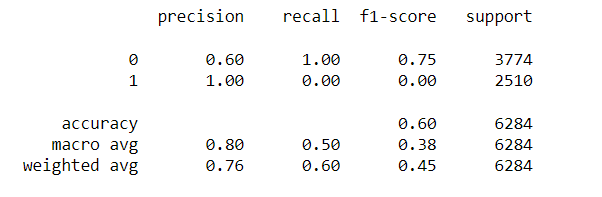 precision recall f1-score support
0 0.60 1.00 0.75 3774
1 1.00 0.00 0.00 2510
accuracy 0.60 6284
macro avg 0.80 0.50 0.38 6284
weighted avg 0.76 0.60 0.45 6284